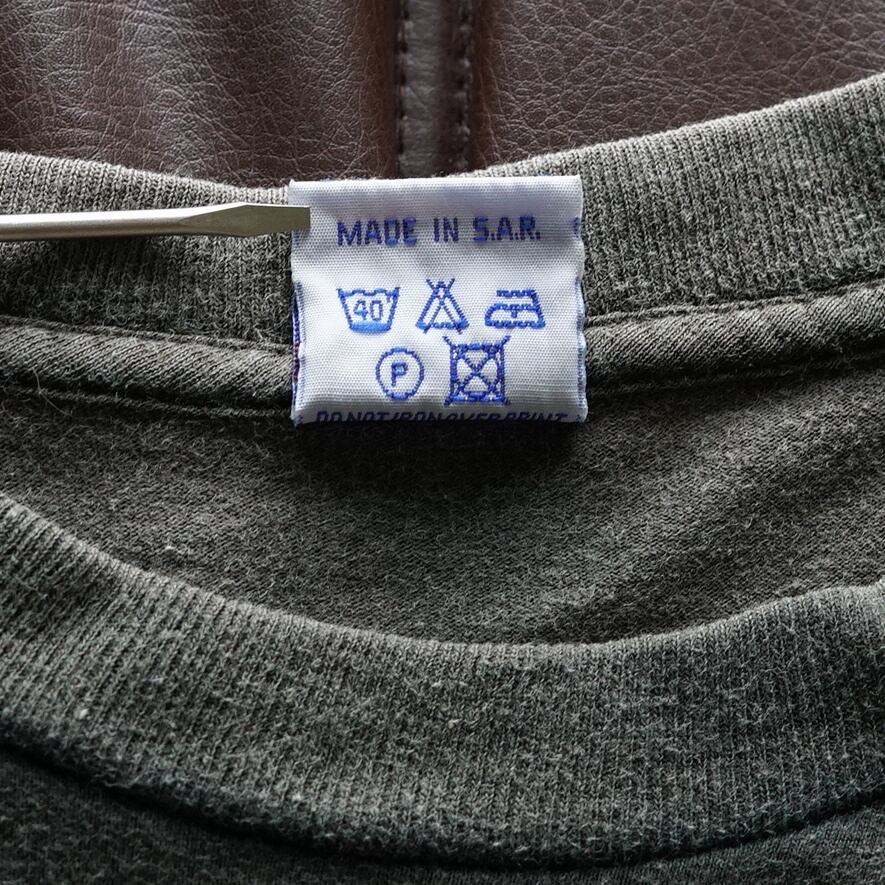 MADE IN S.A.R.
40
P
DO NOT IRON OVER PRINT